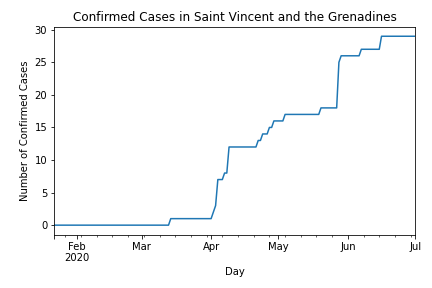 Confirmed Cases in Saint Vincent and the Grenadines
30
25
20
15
10
5
0
Number of Confirmed Cases
Feb
2020
Mar
Apr
May
Jun
Jul
Day